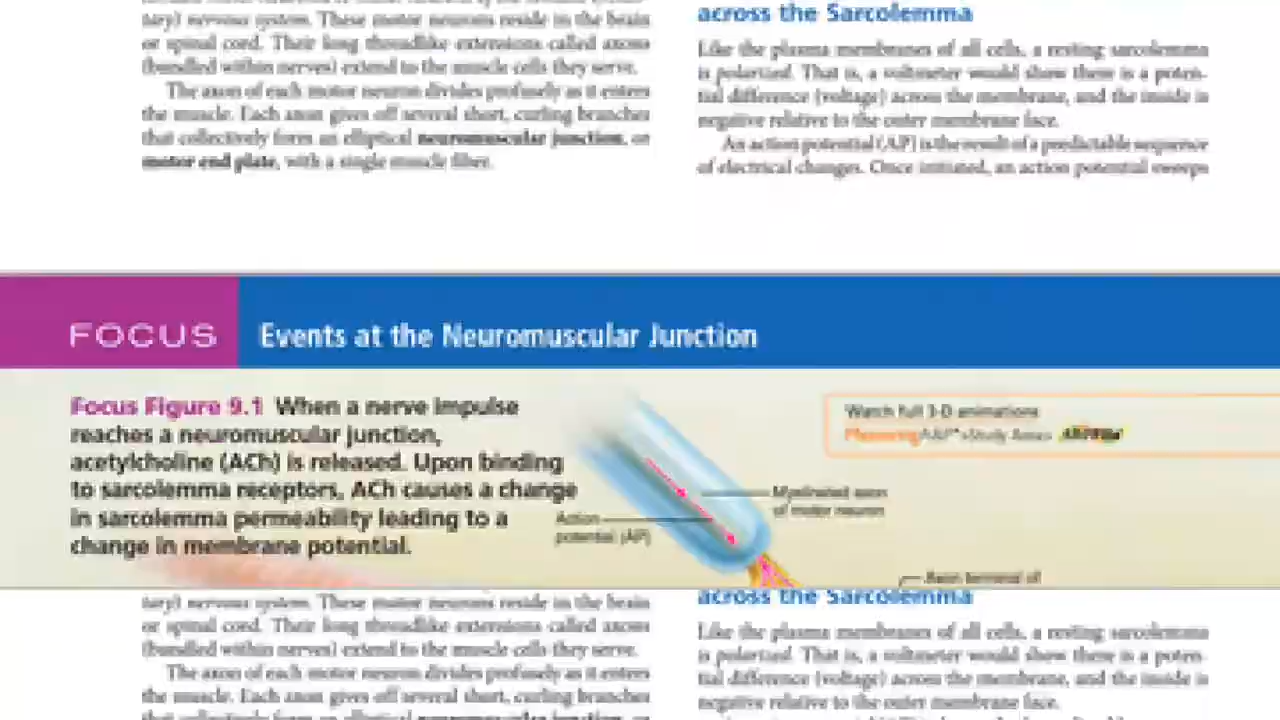 tary) nervous system. These motor neurons reside in the brain
or spinal cord. Their long threadlike extensions called axons
(bundled within nerves) extend to the muscle cells they serve.
The axon of each motor neuron divides profusely as it enters
the muscle. Each axon gives off several short, curling branches
that collectively form an elliptical neuromuscular junction, or
motor end plate, with a single muscle fiber.
across the Sarcolemma
Like the plasma membranes of all cells, a resting sarcolemma
is polarized. That is, a voltmeter would show there is a poten-
tial difference (voltage) across the membrane, and the inside is
negative relative to the outer membrane face.
An action potential (AP) is the result of a predictable sequence
of electrical changes. Once initiated, an action potential sweeps
FOCUS Events at the Neuromuscular Junction
Focus Figure 9.1 When a nerve impulse
reaches a neuromuscular junction,
acetylcholine (ACh) is released. Upon binding
to sarcolemma receptors, ACh causes a change
in sarcolemma permeability leading to a
change in membrane potential.
Watch full 3-D animations
Study Area
Myelinated axon
of motor neuron
Action
potential (AP)
Axon terminal of
tary) nervous system. These motor neurons reside in the brain
or spinal cord. Their long threadlike extensions called axons
(bundled within nerves) extend to the muscle cells they serve.
The axon of each motor neuron divides profusely as it enters
the muscle. Each axon gives off several short, curling branches
that collectively form an elliptical neuromuscular junction, or
across the Sarcolemma
Like the plasma membranes of all cells, a resting sarcolemma
is polarized. That is, a voltmeter would show there is a poten-
tial difference (voltage) across the membrane, and the inside is
negative relative to the outer membrane face.